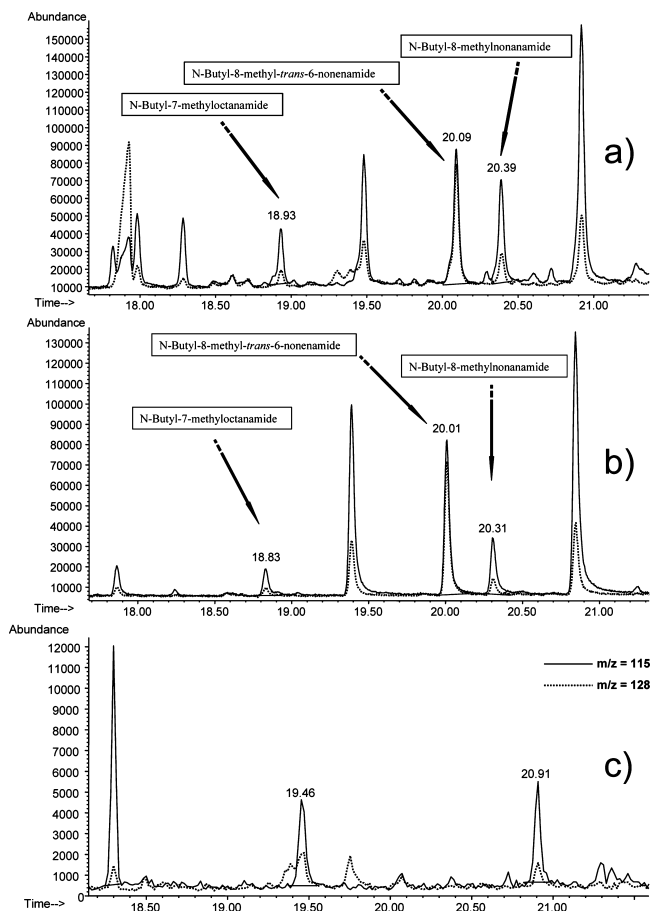 Abundance
150000
140000
130000
120000
110000
100000
90000
80000
70000
60000
50000
40000
30000
20000
10000
Time-->
N-Butyl-8-methylnonanamide
N-Butyl-8-methyl-trans-6-nonenamide
N-Butyl-7-methyloctanamide
20.09
20.39
18.93
a)
18.00 18.50 19.00 19.50 20.00 20.50 21.00
Abundance
130000
120000
110000
100000
90000
80000
70000
60000
50000
40000
30000
20000
10000
Time-->
N-Butyl-8-methyl-trans-6-nonenamide
N-Butyl-8-methylnonanamide
N-Butyl-7-methyloctanamide
20.01
20.31
18.83
b)
18.00 18.50 19.00 19.50 20.00 20.50 21.00
Abundance
12000
11000
10000
9000
8000
7000
6000
5000
4000
3000
2000
1000
0
Time-->
m/z = 115
m/z = 128
19.46
20.91
c)
18.50 19.00 19.50 20.00 20.50 21.00